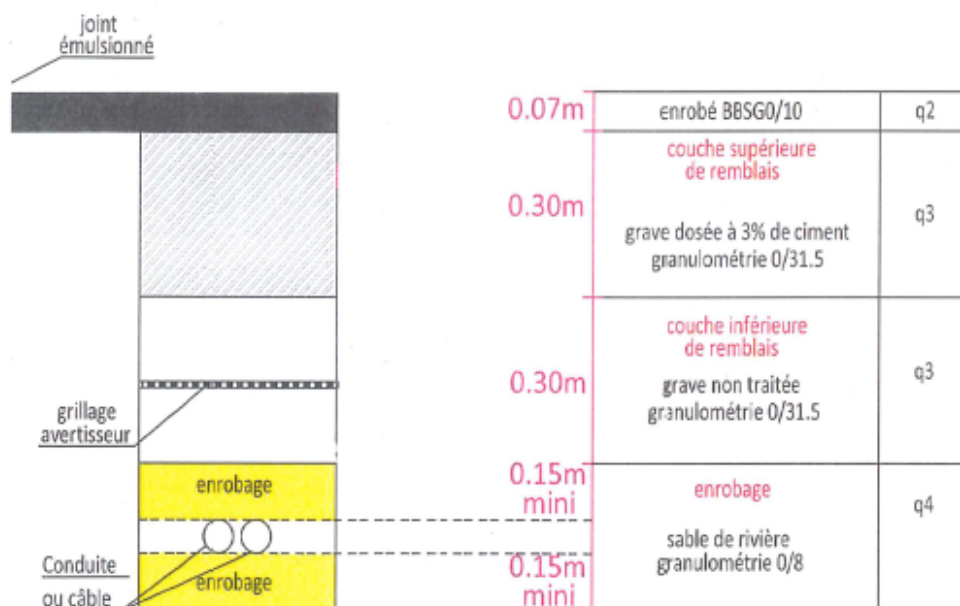 joint
émulsionné
0.07m
enrobé BBSG0/10
q2
couche supérieure
de remblais
0.30m
grave dosée à 3% de ciment
granulométrie 0/31.5
q3
couche inférieure
de remblais
0.30m
grave non traitée
granulométrie 0/31.5
q3
grillage
avertisseur
enrobage
0.15m
mini
enrobage
q4
sable de rivière
granulométrie 0/8
Conduite
ou câble
enrobage
0.15m
mini